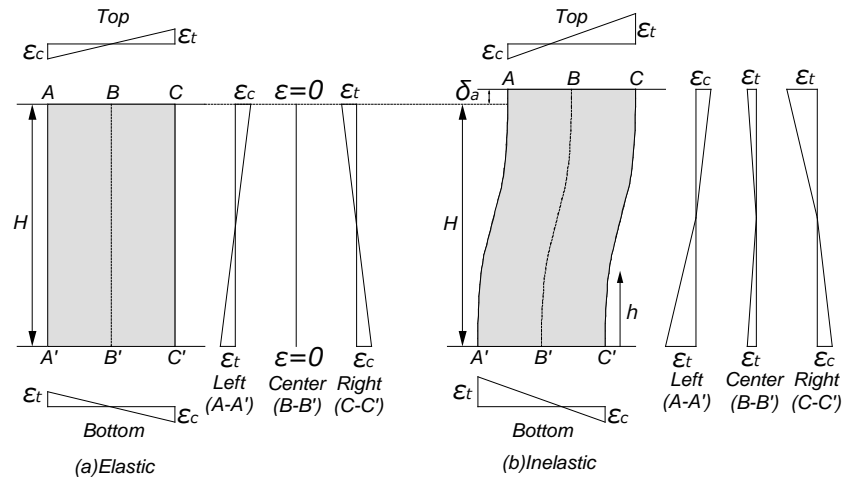 Top
εc
εt
A B C
εc ε=0 εt
H
A' B' C'
εt ε=0 εc
Left
(A-A')
Center
(B-B')
Right
(C-C')
εt
εc
Bottom
(a)Elastic
Top
εc
εt
A B C
δa
εc εt εt
H
h
A' B' C'
εt εt εc
Left
(A-A')
Center
(B-B')
Right
(C-C')
εt
εc
Bottom
(b)Inelastic